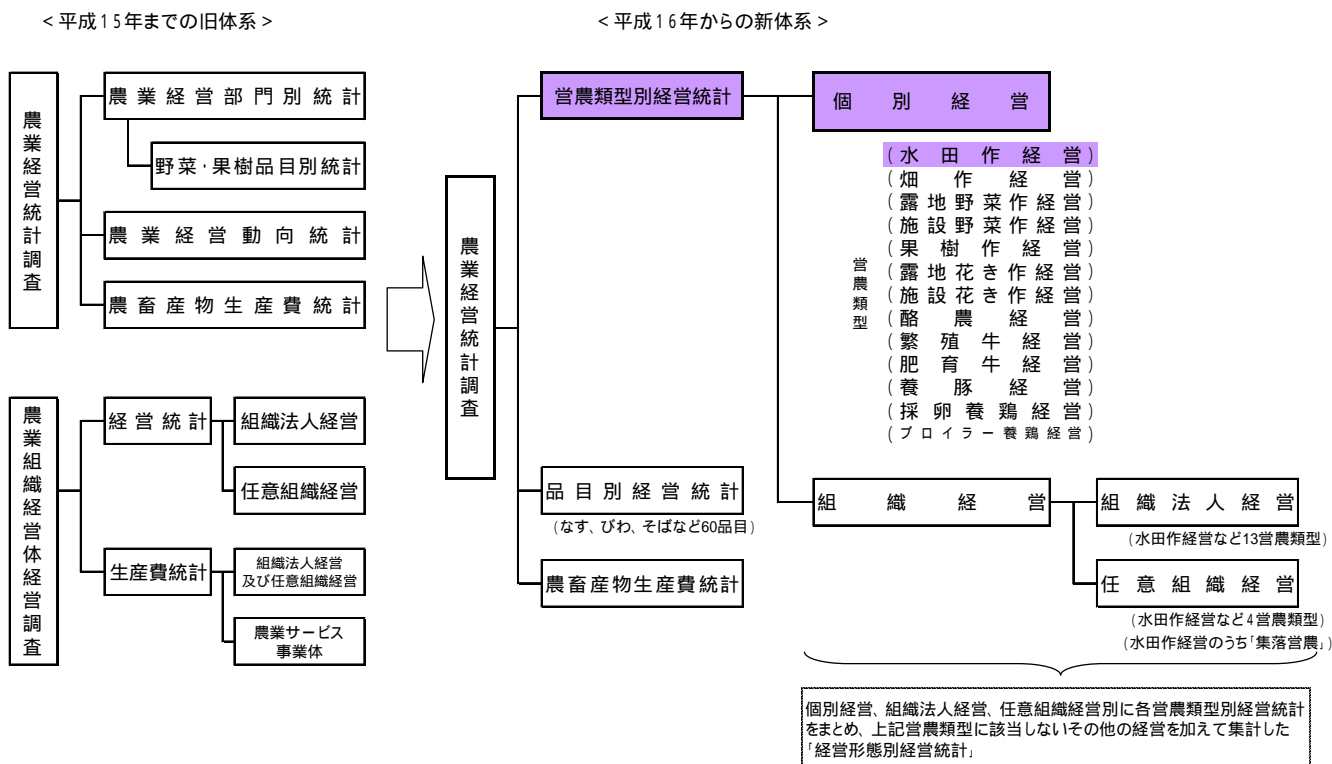 <平成15年までの旧体系>
<平成16年からの新体系>
農業経営統計調査
農業経営部門別統計
野菜・果樹品目別統計
農業経営動向統計
農畜産物生産費統計
農業組織経営体経営調査
経営統計
組織法人経営
任意組織経営
生産費統計
組織法人経営
及び任意組織経営
農業サービス
事業体
農業経営統計調査
営農類型別経営統計
個別経営
営農類型
(水田作経営)
(畑作経営)
(露地野菜作経営)
(施設野菜作経営)
(果樹作経営)
(露地花き作経営)
(施設花き作経営)
(酪農経営)
(繁殖牛経営)
(肥育牛経営)
(養豚経営)
(採卵養鶏経営)
(ブロイラー養鶏経営)
組織経営
組織法人経営
(水田作経営など13営農類型)
任意組織経営
(水田作経営など4営農類型)
(水田作経営のうち「集落営農」)
品目別経営統計
(なす、びわ、そばなど60品目)
農畜産物生産費統計
個別経営、組織法人経営、任意組織経営別に各営農類型別経営統計
をまとめ、上記営農類型に該当しないその他の経営を加えて集計した
「経営形態別経営統計」